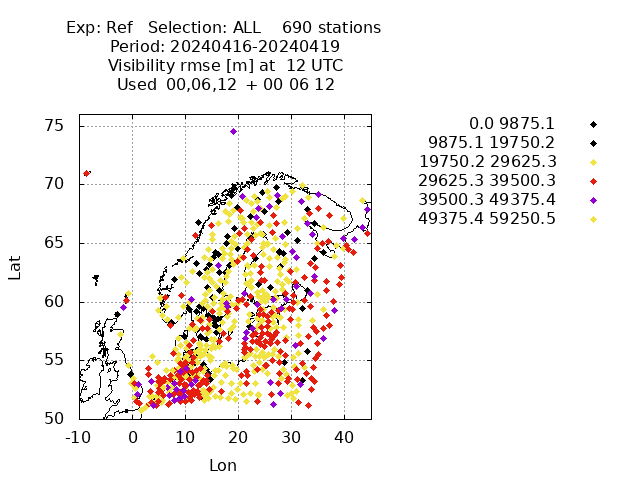 Exp: Ref Selection: ALL 690 stations
Period: 20240416-20240419
Visibility rmse [m] at 12 UTC
Used 00,06,12 + 00 06 12
0.0 9875.1
9875.1 19750.2
19750.2 29625.3
29625.3 39500.3
39500.3 49375.4
49375.4 59250.5
Lat
75
70
65
60
55
50
-10 0 10 20 30 40
Lon